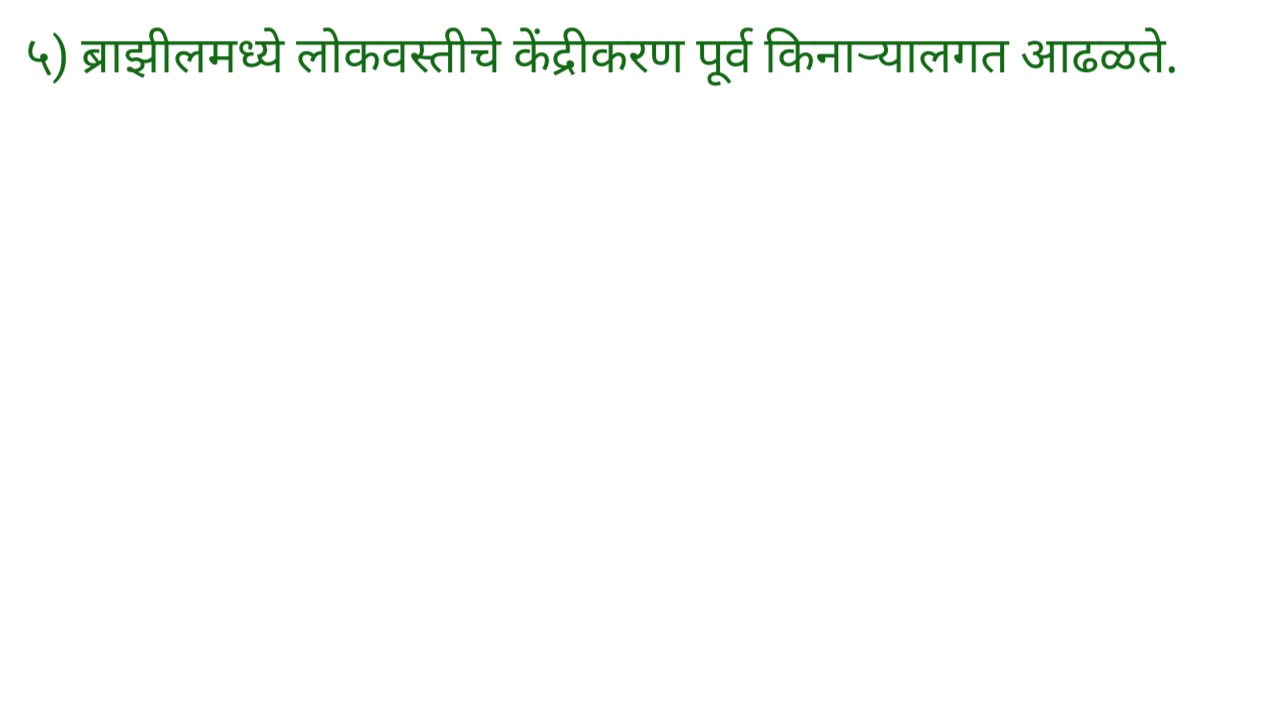 ५) ब्राझीलमध्ये लोकवस्तीचे केंद्रीकरण पूर्व किनाऱ्यालगत आढळते.